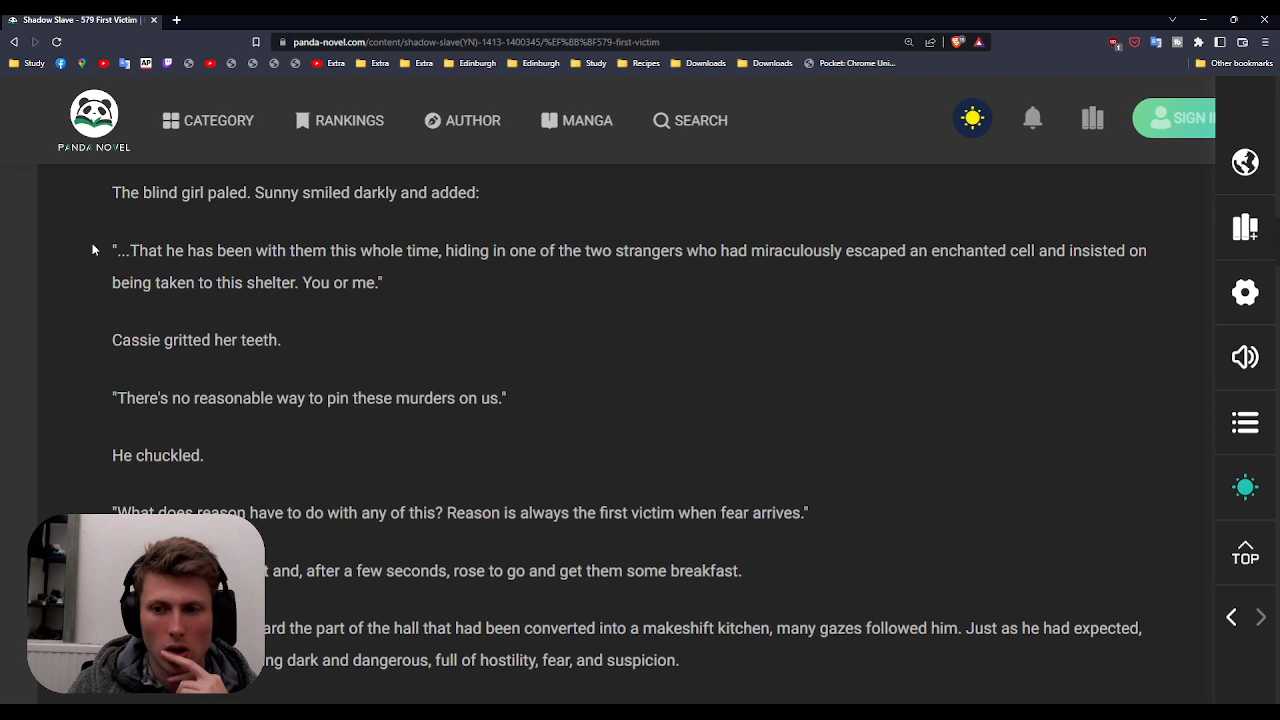 Shadow Slave - 579 First Victim |
panda-novel.com/content/shadow-slave(YN)-1413-1400345/%EF%BB%BF579-first-victim
Study
Extra
Extra
Extra
Edinburgh
Edinburgh
Study
Recipes
Downloads
Downloads
Pocket: Chrome Uni...
Other bookmarks
PANDA NOVEL
CATEGORY
RANKINGS
AUTHOR
MANGA
SEARCH
SIGN I
The blind girl paled. Sunny smiled darkly and added:
"...That he has been with them this whole time, hiding in one of the two strangers who had miraculously escaped an enchanted cell and insisted on
being taken to this shelter. You or me."
Cassie gritted her teeth.
"There's no reasonable way to pin these murders on us."
He chuckled.
"What does reason have to do with any of this? Reason is always the first victim when fear arrives."
t and, after a few seconds, rose to go and get them some breakfast.
ard the part of the hall that had been converted into a makeshift kitchen, many gazes followed him. Just as he had expected,
ng dark and dangerous, full of hostility, fear, and suspicion.
TOP